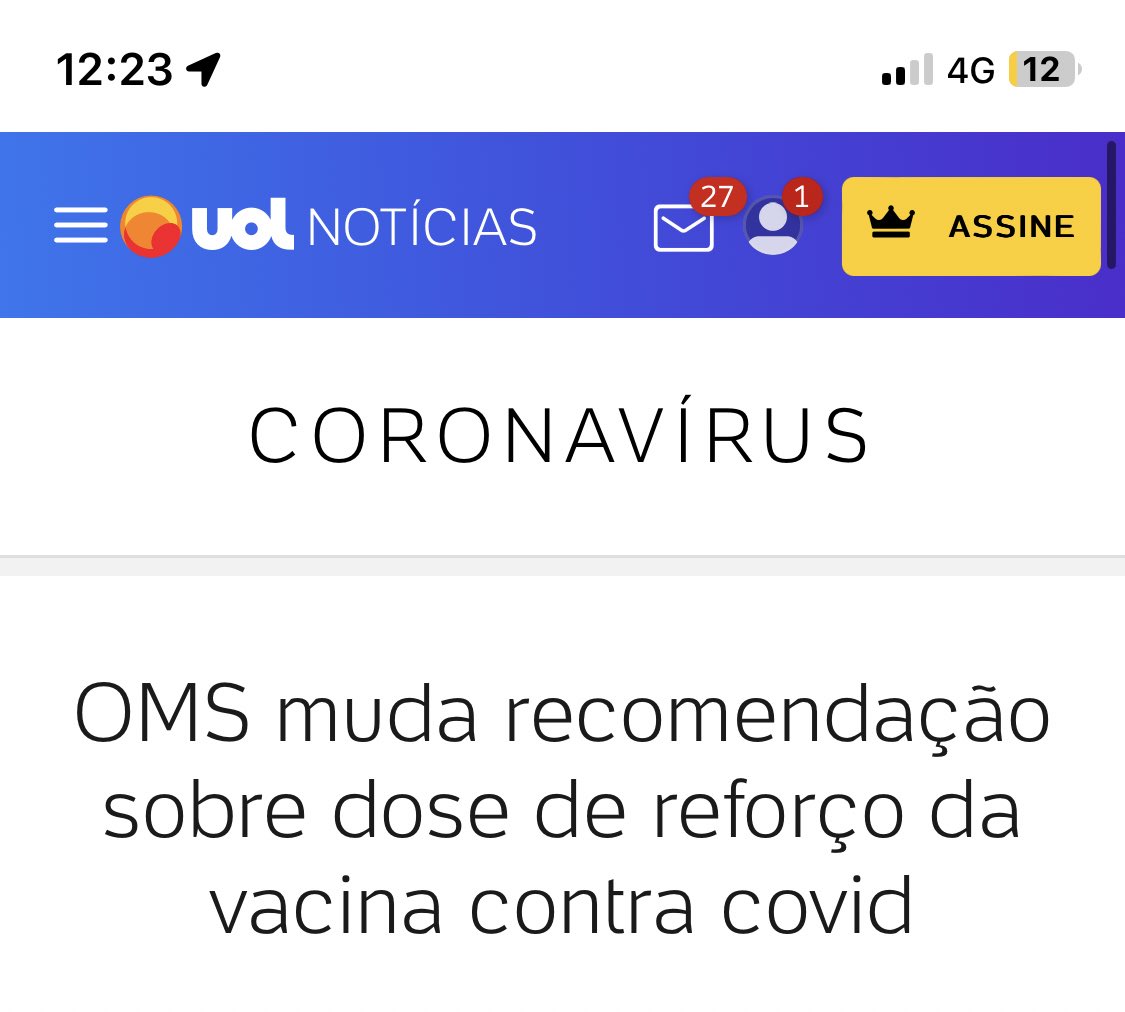 12:23 4G 12
uol NOTÍCIAS 27 1 ASSINE
CORONAVÍRUS
OMS muda recomendação
sobre dose de reforço da
vacina contra covid